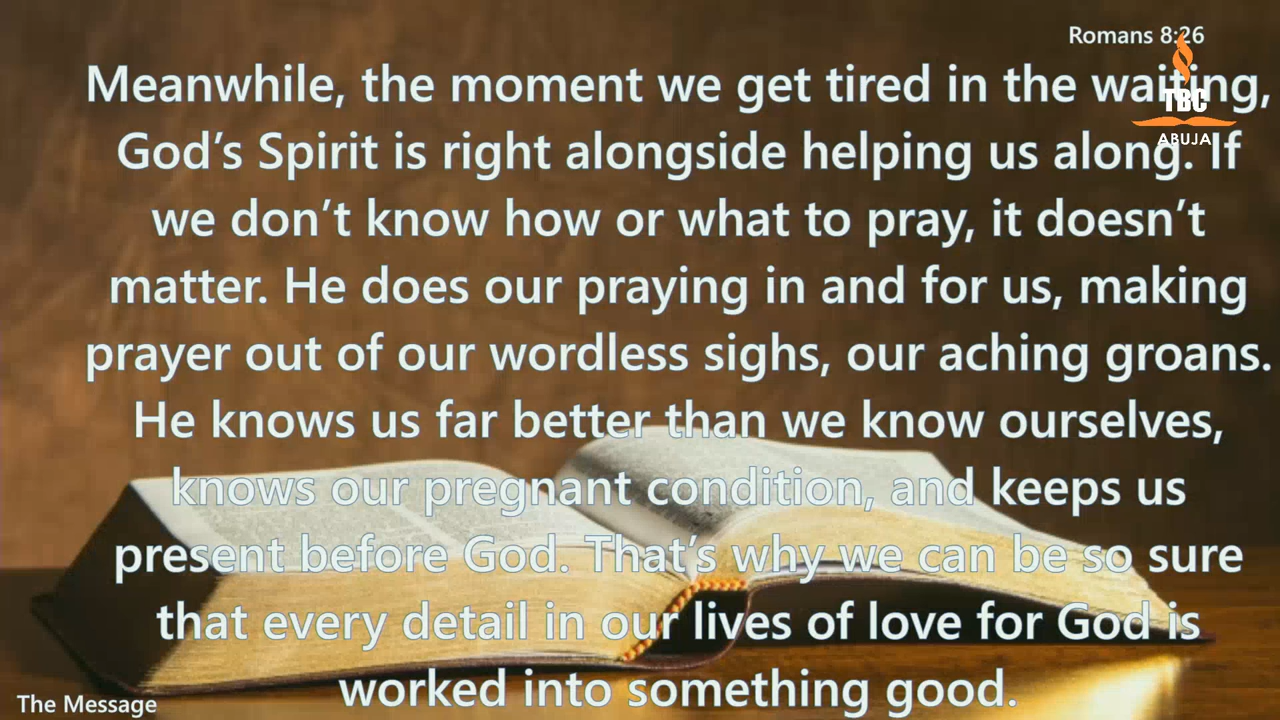 Romans 8:26
Meanwhile, the moment we get tired in the waiting,
God’s Spirit is right alongside helping us along. If
we don’t know how or what to pray, it doesn’t
matter. He does our praying in and for us, making
prayer out of our wordless sighs, our aching groans.
He knows us far better than we know ourselves,
knows our pregnant condition, and keeps us
present before God. That’s why we can be so sure
that every detail in our lives of love for God is
worked into something good.
The Message
TBC
ABUJA